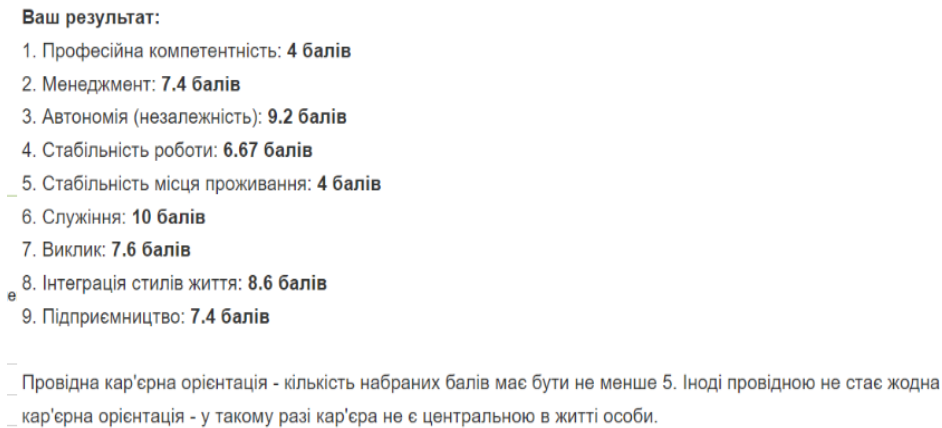 Ваш результат:
1. Професійна компетентність: 4 балів
2. Менеджмент: 7.4 балів
3. Автономія (незалежність): 9.2 балів
4. Стабільність роботи: 6.67 балів
5. Стабільність місця проживання: 4 балів
6. Служіння: 10 балів
7. Виклик: 7.6 балів
8. Інтеграція стилів життя: 8.6 балів
е
9. Підприємництво: 7.4 балів
Провідна кар'єрна орієнтація - кількість набраних балів має бути не менше 5. Іноді провідною не стає жодна
кар'єрна орієнтація - у такому разі кар'єра не є центральною в житті особи.